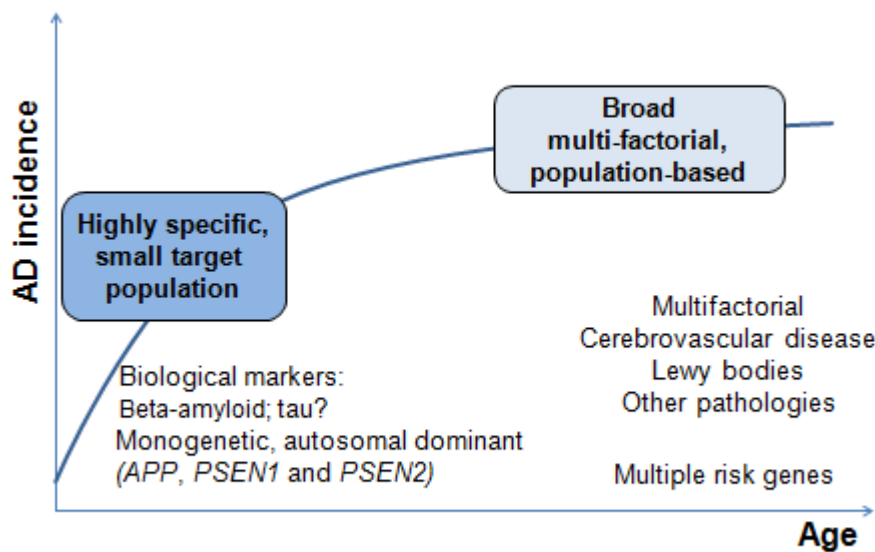 AD incidence
Broad
multi-factorial,
population-based
Highly specific,
small target
population
Biological markers:
Beta-amyloid; tau?
Monogenetic, autosomal dominant
(APP, PSEN1 and PSEN2)
Multifactorial
Cerebrovascular disease
Lewy bodies
Other pathologies
Multiple risk genes
Age